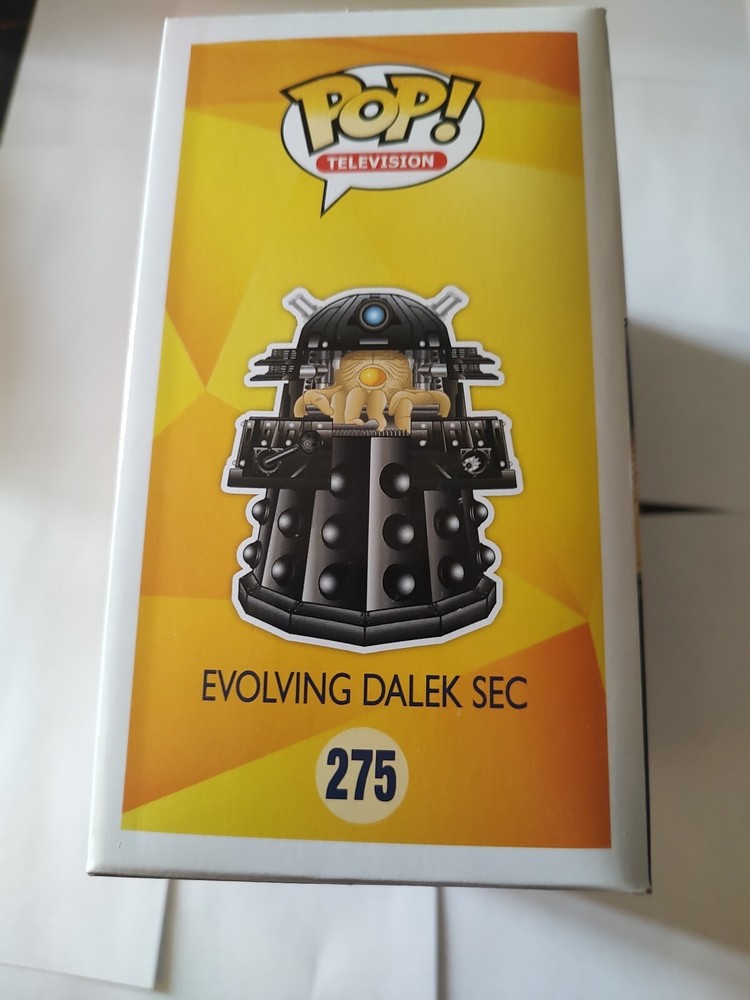 POP!
TELEVISION
EVOLVING DALEK SEC
275